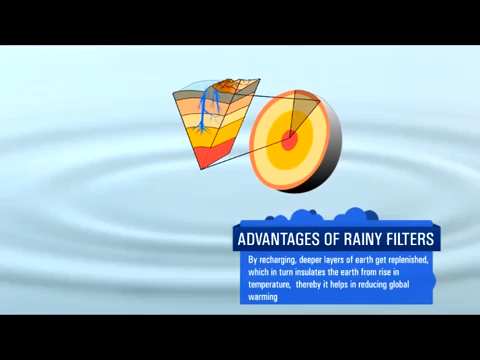 ADVANTAGES OF RAINY FILTERS
By recharging, deeper layers of earth get replenished,
which in turn insulates the earth from rise in
temperature, thereby it helps in reducing global
warming